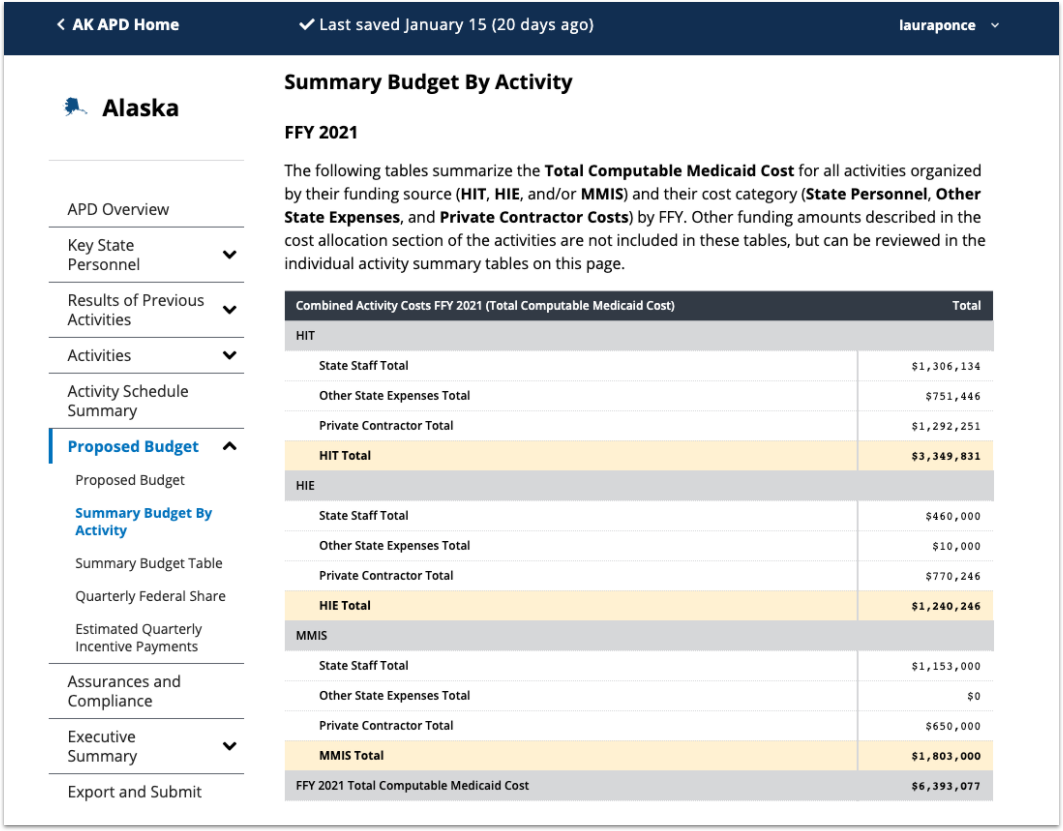 AK APD Home
Last saved January 15 (20 days ago)
lauraponce
Alaska
APD Overview
Key State
Personnel
Results of Previous
Activities
Activities
Activity Schedule
Summary
Proposed Budget
Proposed Budget
Summary Budget By
Activity
Summary Budget Table
Quarterly Federal Share
Estimated Quarterly
Incentive Payments
Assurances and
Compliance
Executive
Summary
Export and Submit
Summary Budget By Activity
FFY 2021
The following tables summarize the Total Computable Medicaid Cost for all activities organized
by their funding source (HIT, HIE, and/or MMIS) and their cost category (State Personnel, Other
State Expenses, and Private Contractor Costs) by FFY. Other funding amounts described in the
cost allocation section of the activities are not included in these tables, but can be reviewed in the
individual activity summary tables on this page.
Combined Activity Costs FFY 2021 (Total Computable Medicaid Cost) Total
HIT
State Staff Total $1,306,134
Other State Expenses Total $751,446
Private Contractor Total $1,292,251
HIT Total $3,349,831
HIE
State Staff Total $460,000
Other State Expenses Total $10,000
Private Contractor Total $770,246
HIE Total $1,240,246
MMIS
State Staff Total $1,153,000
Other State Expenses Total $0
Private Contractor Total $650,000
MMIS Total $1,803,000
FFY 2021 Total Computable Medicaid Cost $6,393,077